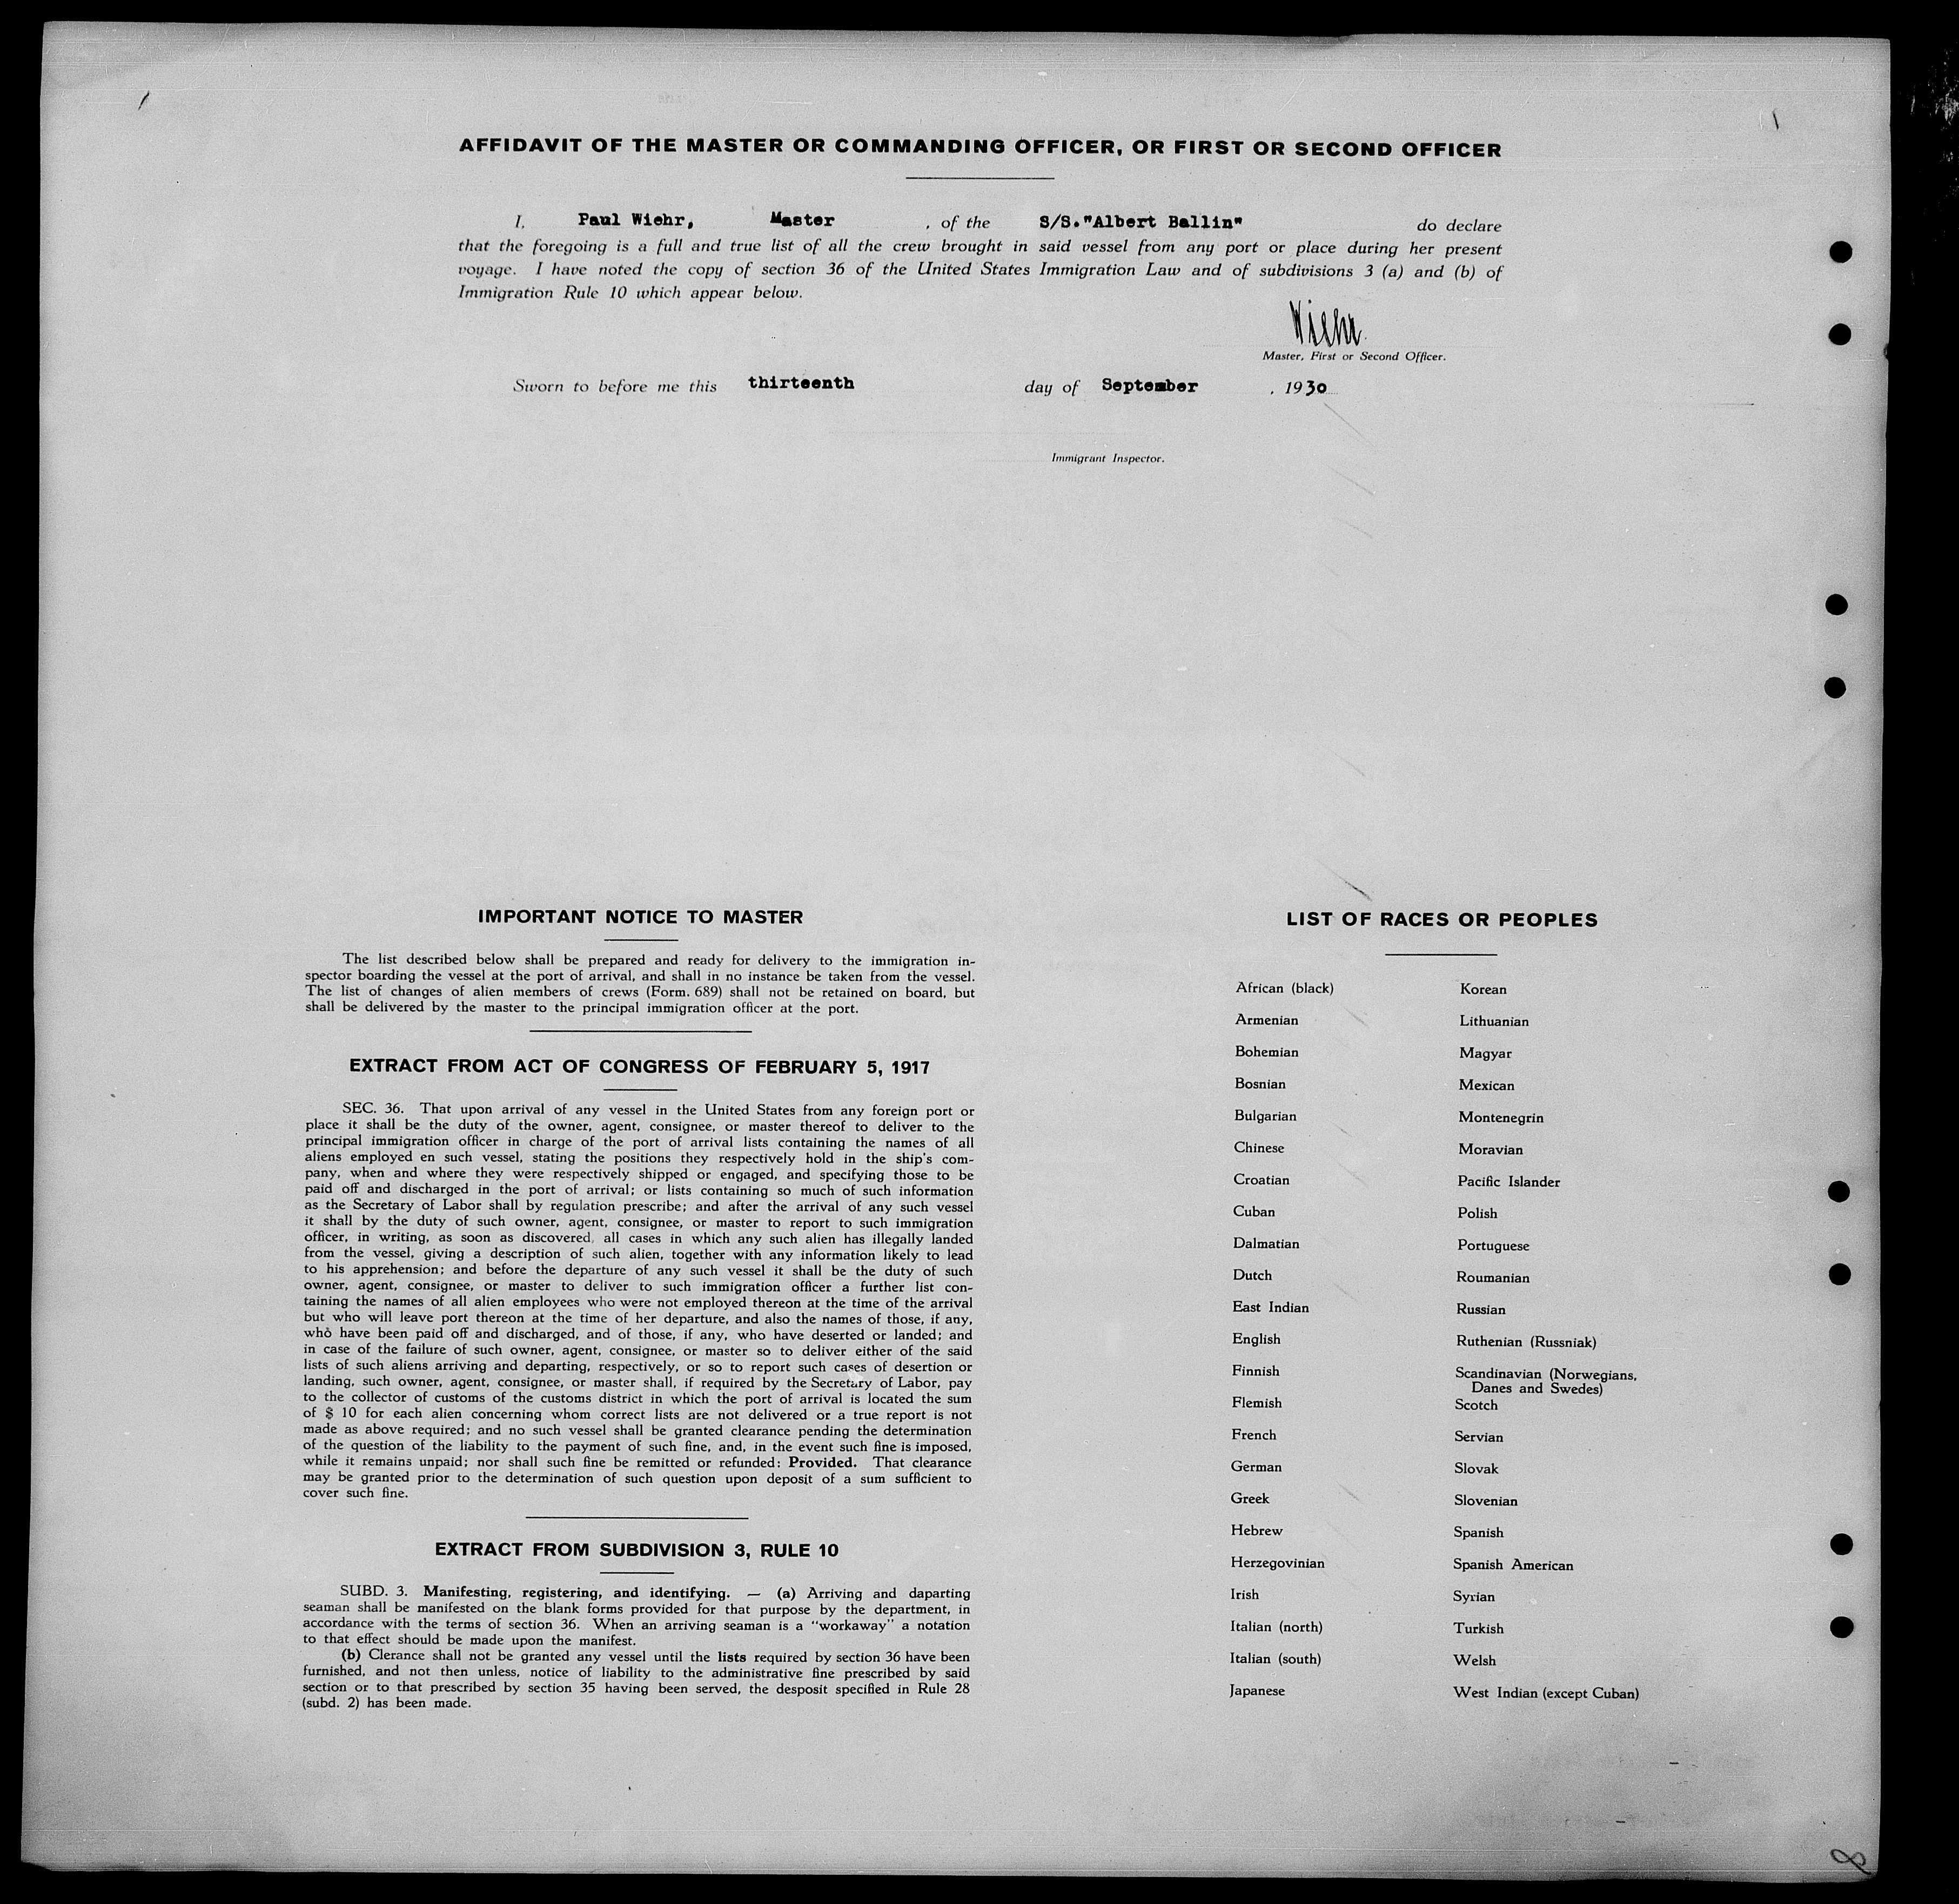 AFFIDAVIT OF THE MASTER OR COMMANDING OFFICER, OR FIRST OR SECOND OFFICER
I, Paul Wiehr, Master , of the S/S."Albert Ballin" do declare
that the foregoing is a full and true list of all the crew brought in said vessel from any port or place during her present
voyage. I have noted the copy of section 36 of the United States Immigration Law and of subdivisions 3 (a) and (b) of
Immigration Rule 10 which appear below.
Wiehr
Master, First or Second Officer.
Sworn to before me this thirteenth day of September , 1930
Immigrant Inspector.
IMPORTANT NOTICE TO MASTER
The list described below shall be prepared and ready for delivery to the immigration in-
spector boarding the vessel at the port of arrival, and shall in no instance be taken from the vessel.
The list of changes of alien members of crews (Form. 689) shall not be retained on board, but
shall be delivered by the master to the principal immigration officer at the port.
EXTRACT FROM ACT OF CONGRESS OF FEBRUARY 5, 1917
SEC. 36. That upon arrival of any vessel in the United States from any foreign port or
place it shall be the duty of the owner, agent, consignee, or master thereof to deliver to the
principal immigration officer in charge of the port of arrival lists containing the names of all
aliens employed en such vessel, stating the positions they respectively hold in the ship's com-
pany, when and where they were respectively shipped or engaged, and specifying those to be
paid off and discharged in the port of arrival; or lists containing so much of such information
as the Secretary of Labor shall by regulation prescribe; and after the arrival of any such vessel
it shall by the duty of such owner, agent, consignee, or master to report to such immigration
officer, in writing, as soon as discovered, all cases in which any such alien has illegally landed
from the vessel, giving a description of such alien, together with any information likely to lead
to his apprehension; and before the departure of any such vessel it shall be the duty of such
owner, agent, consignee, or master to deliver to such immigration officer a further list con-
taining the names of all alien employees who were not employed thereon at the time of the arrival
but who will leave port thereon at the time of her departure, and also the names of those, if any,
who have been paid off and discharged, and of those, if any, who have deserted or landed; and
in case of the failure of such owner, agent, consignee, or master so to deliver either of the said
lists of such aliens arriving and departing, respectively, or so to report such cases of desertion or
landing, such owner, agent, consignee, or master shall, if required by the Secretary of Labor, pay
to the collector of customs of the customs district in which the port of arrival is located the sum
of $ 10 for each alien concerning whom correct lists are not delivered or a true report is not
made as above required; and no such vessel shall be granted clearance pending the determination
of the question of the liability to the payment of such fine, and, in the event such fine is imposed,
while it remains unpaid; nor shall such fine be remitted or refunded: Provided. That clearance
may be granted prior to the determination of such question upon deposit of a sum sufficient to
cover such fine.
EXTRACT FROM SUBDIVISION 3, RULE 10
SUBD. 3. Manifesting, registering, and identifying. — (a) Arriving and daparting
seaman shall be manifested on the blank forms provided for that purpose by the department, in
accordance with the terms of section 36. When an arriving seaman is a "workaway" a notation
to that effect should be made upon the manifest.
(b) Clerance shall not be granted any vessel until the lists required by section 36 have been
furnished, and not then unless, notice of liability to the administrative fine prescribed by said
section or to that prescribed by section 35 having been served, the desposit specified in Rule 28
(subd. 2) has been made.
LIST OF RACES OR PEOPLES
African (black)
Armenian
Bohemian
Bosnian
Bulgarian
Chinese
Croatian
Cuban
Dalmatian
Dutch
East Indian
English
Finnish
Flemish
French
German
Greek
Hebrew
Herzegovinian
Irish
Italian (north)
Italian (south)
Japanese
Korean
Lithuanian
Magyar
Mexican
Montenegrin
Moravian
Pacific Islander
Polish
Portuguese
Roumanian
Russian
Ruthenian (Russniak)
Scandinavian (Norwegians,
Danes and Swedes)
Scotch
Servian
Slovak
Slovenian
Spanish
Spanish American
Syrian
Turkish
Welsh
West Indian (except Cuban)
8